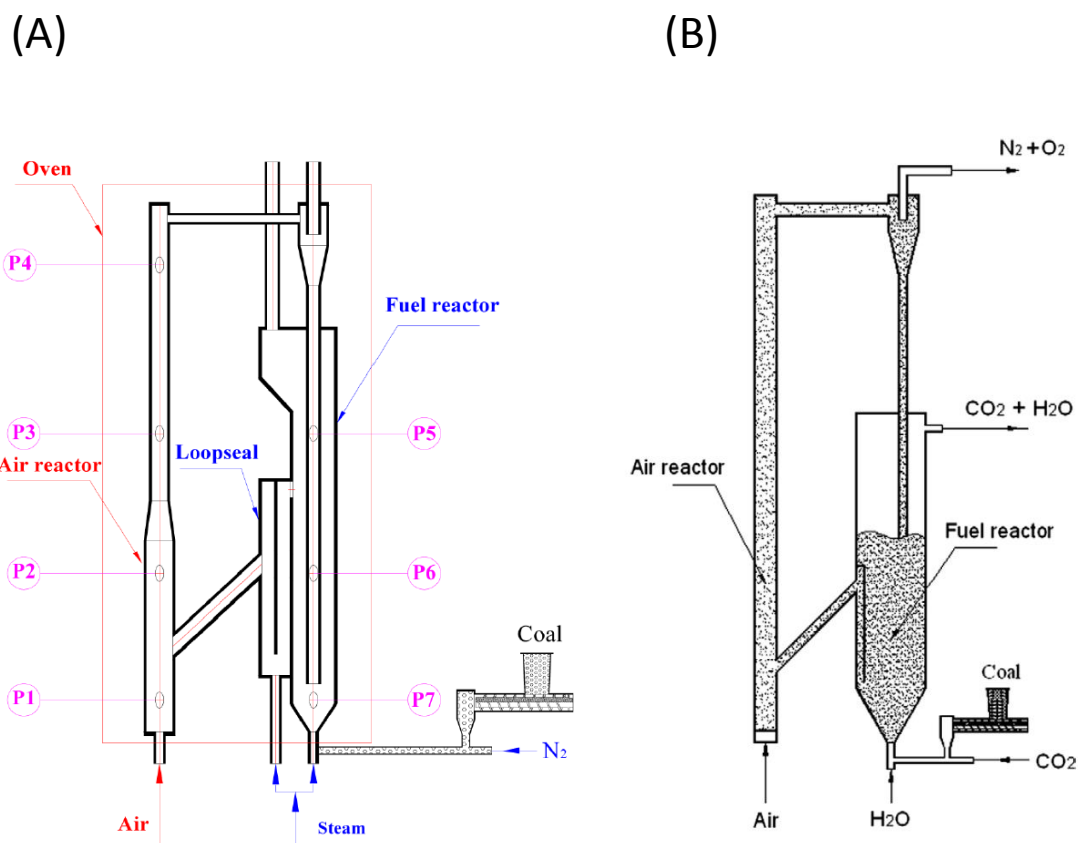 (A)
Oven
P4
Fuel reactor
P3
P5
Loopseal
Air reactor
P2
P6
Coal
P1
P7
N₂
Air
Steam
(B)
N₂ + O₂
CO₂ + H₂O
Air reactor
Fuel reactor
Coal
CO₂
Air
H₂O